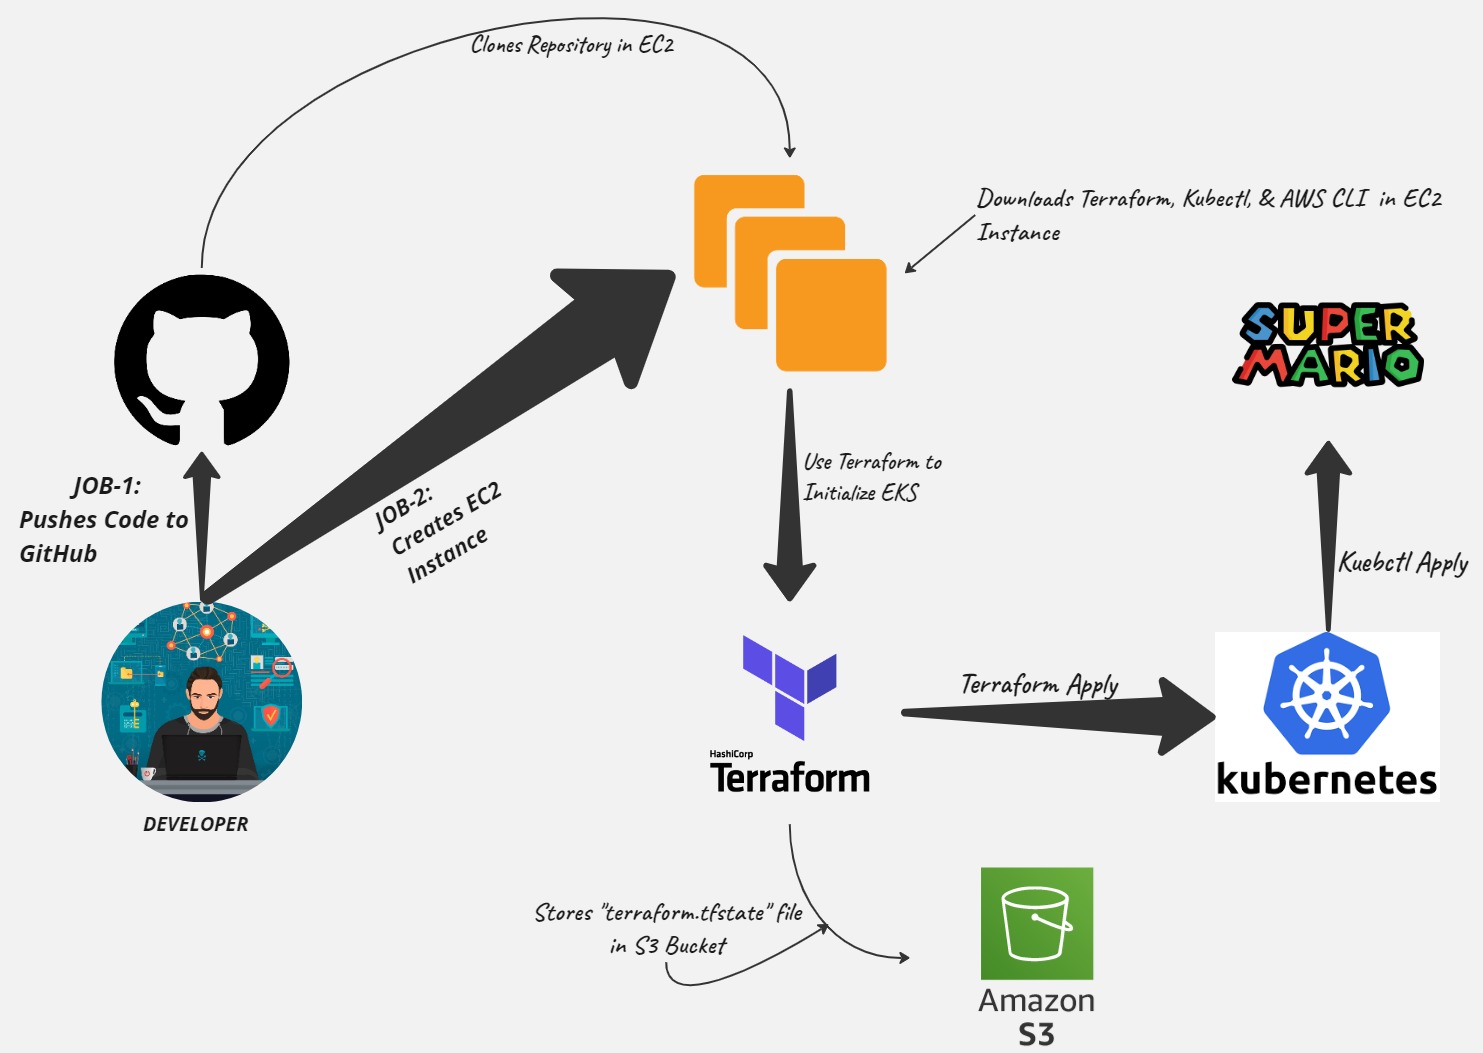 Clones Repository in EC2
Downloads Terraform, Kubectl, & AWS CLI in EC2
Instance
SUPER
MARIO
JOB-1:
Pushes Code to
GitHub
JOB-2:
Creates EC2
Instance
Use Terraform to
Initialize EKS
Kuebctl Apply
Terraform Apply
HashiCorp
Terraform
kubernetes
DEVELOPER
Stores "terraform.tfstate" file
in S3 Bucket
Amazon
S3